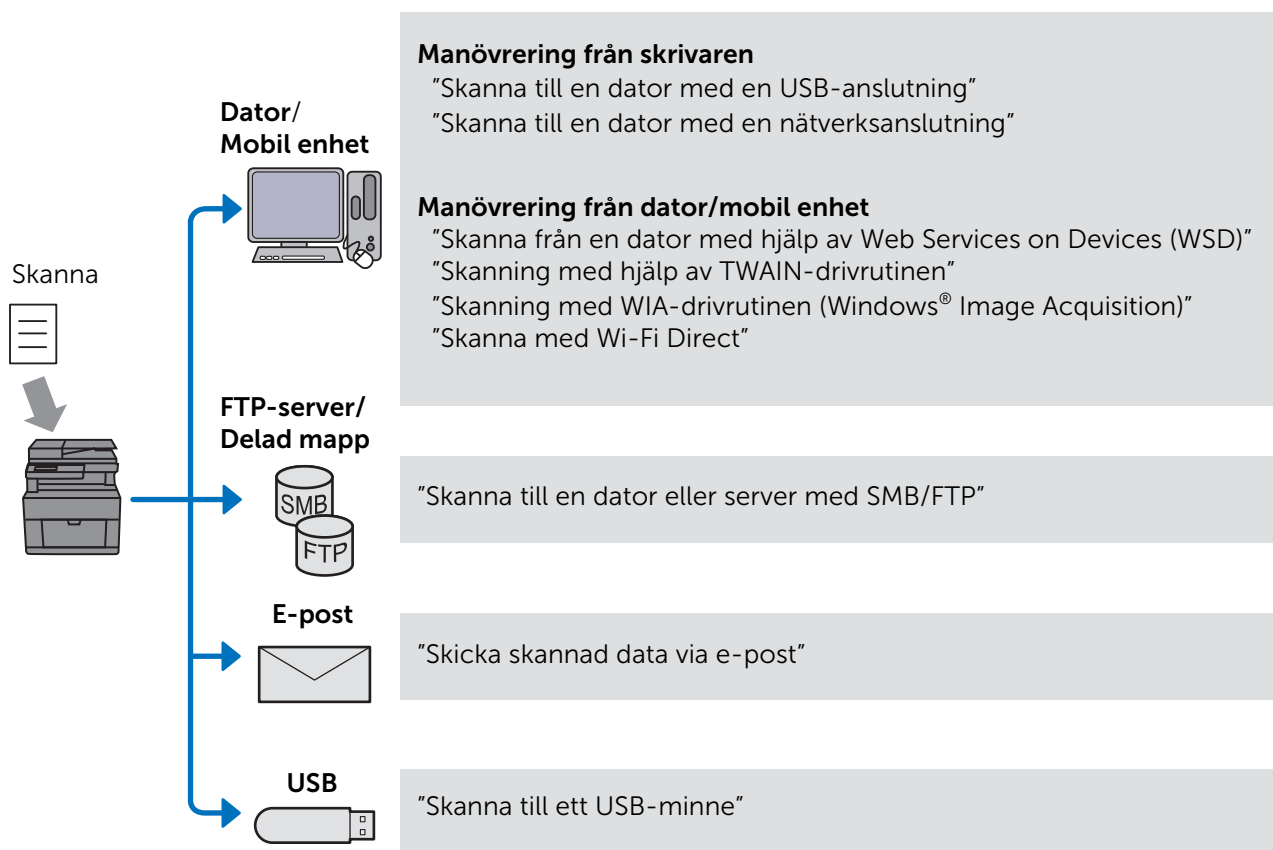 Skanna
Dator/
Mobil enhet
Manövrering från skrivaren
"Skanna till en dator med en USB-anslutning"
"Skanna till en dator med en nätverksanslutning"
Manövrering från dator/mobil enhet
"Skanna från en dator med hjälp av Web Services on Devices (WSD)"
"Skanning med hjälp av TWAIN-drivrutinen"
"Skanning med WIA-drivrutinen (Windows® Image Acquisition)"
"Skanna med Wi-Fi Direct"
FTP-server/
Delad mapp
SMB
FTP
"Skanna till en dator eller server med SMB/FTP"
E-post
"Skicka skannad data via e-post"
USB
"Skanna till ett USB-minne"